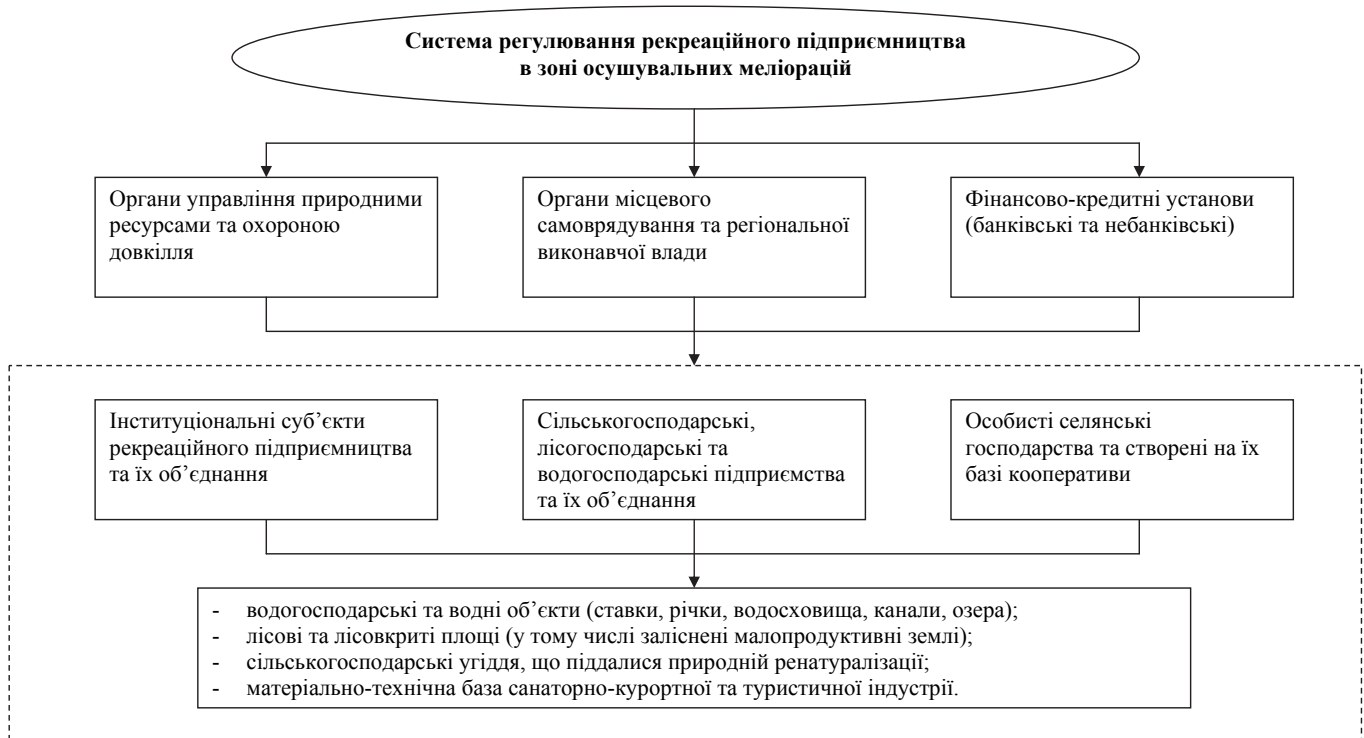 Система регулювання рекреаційного підприємництва
в зоні осушувальних меліорацій
Органи управління природними
ресурсами та охороною
довкілля
Органи місцевого
самоврядування та регіональної
виконавчої влади
Фінансово-кредитні установи
(банківські та небанківські)
Інституціональні суб’єкти
рекреаційного підприємництва
та їх об’єднання
Сільськогосподарські,
лісогосподарські та
водогосподарські підприємства
та їх об’єднання
Особисті селянські
господарства та створені на їх
базі кооперативи
- водогосподарські та водні об’єкти (ставки, річки, водосховища, канали, озера);
- лісові та лісовкриті площі (у тому числі заліснені малопродуктивні землі);
- сільськогосподарські угіддя, що піддалися природній ренатуралізації;
- матеріально-технічна база санаторно-курортної та туристичної індустрії.